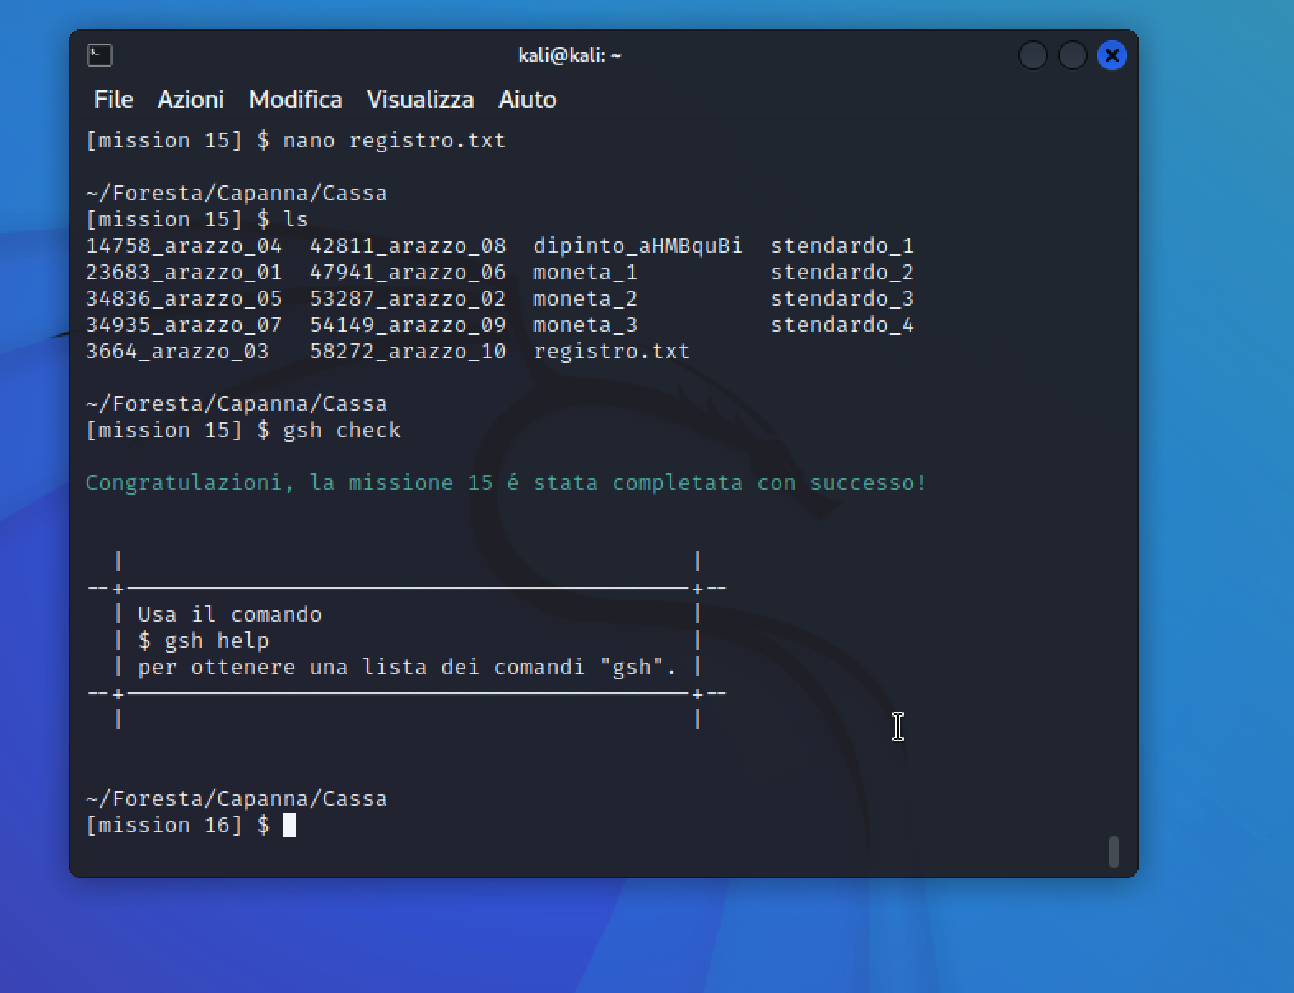 kali@kali: ~
File Azioni Modifica Visualizza Aiuto
[mission 15] $ nano registro.txt
~/Foresta/Capanna/Cassa
[mission 15] $ ls
14758_arazzo_04 42811_arazzo_08 dipinto_aHMBquBi stendardo_1
23683_arazzo_01 47941_arazzo_06 moneta_1 stendardo_2
34836_arazzo_05 53287_arazzo_02 moneta_2 stendardo_3
34935_arazzo_07 54149_arazzo_09 moneta_3 stendardo_4
3664_arazzo_03 58272_arazzo_10 registro.txt
~/Foresta/Capanna/Cassa
[mission 15] $ gsh check
Congratulazioni, la missione 15 é stata completata con successo!
Usa il comando
$ gsh help
per ottenere una lista dei comandi "gsh".
~/Foresta/Capanna/Cassa
[mission 16] $